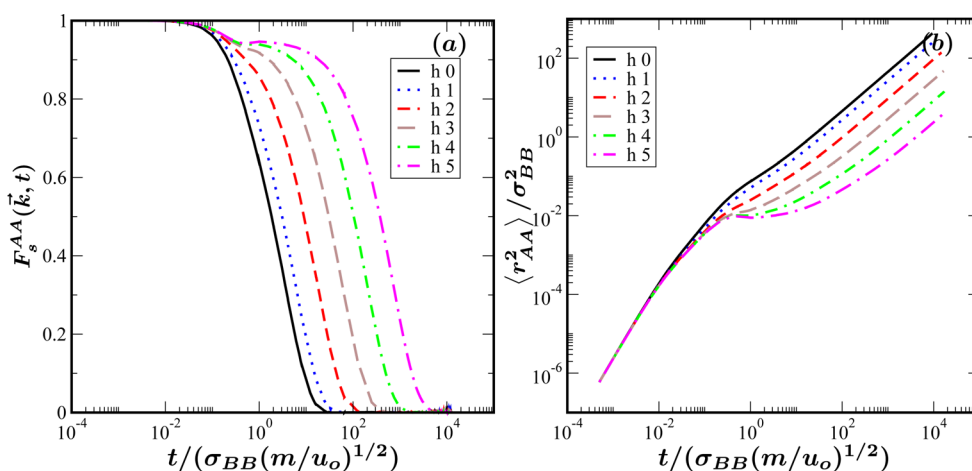 (a)
h 0
h 1
h 2
h 3
h 4
h 5
1
0.8
0.6
0.4
0.2
0
F_s^{AA}(\vec{k}, t)
10^{-4} 10^{-2} 10^0 10^2 10^4
t/(σ_{BB}(m/u_o)^{1/2})
(b)
h 0
h 1
h 2
h 3
h 4
h 5
10^2
10^0
10^{-2}
10^{-4}
10^{-6}
⟨r^2_{AA}⟩/σ^2_{BB}
10^{-4} 10^{-2} 10^0 10^2 10^4
t/(σ_{BB}(m/u_o)^{1/2})